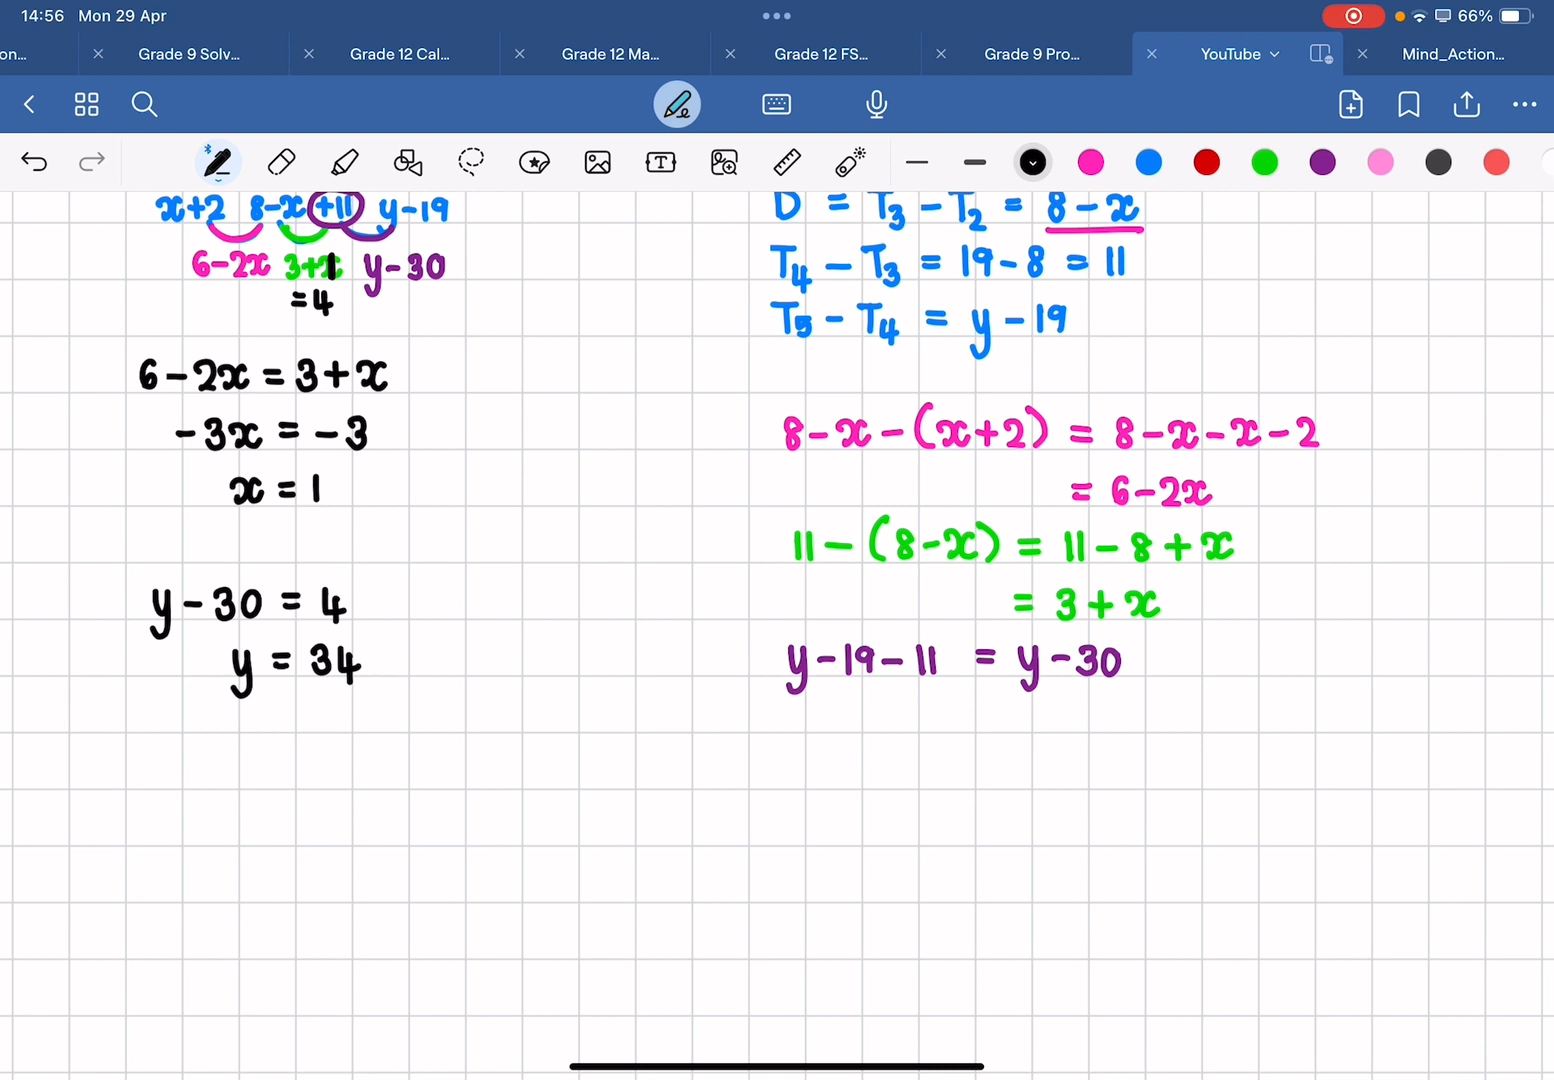 14:56 Mon 29 Apr
66%
on...
Grade 9 Solv...
Grade 12 Cal...
Grade 12 Ma...
Grade 12 FS...
Grade 9 Pro...
YouTube
Mind_Action...
x+2 8-x +11 y-19
6-2x 3+1 y-30
=4
6-2x = 3+x
-3x = -3
x = 1
y-30 = 4
y = 34
D = T3 - T2 = 8-x
T4 - T3 = 19-8 = 11
T5 - T4 = y-19
8-x-(x+2) = 8-x-x-2
= 6-2x
11-(8-x) = 11-8+x
= 3+x
y-19-11 = y-30